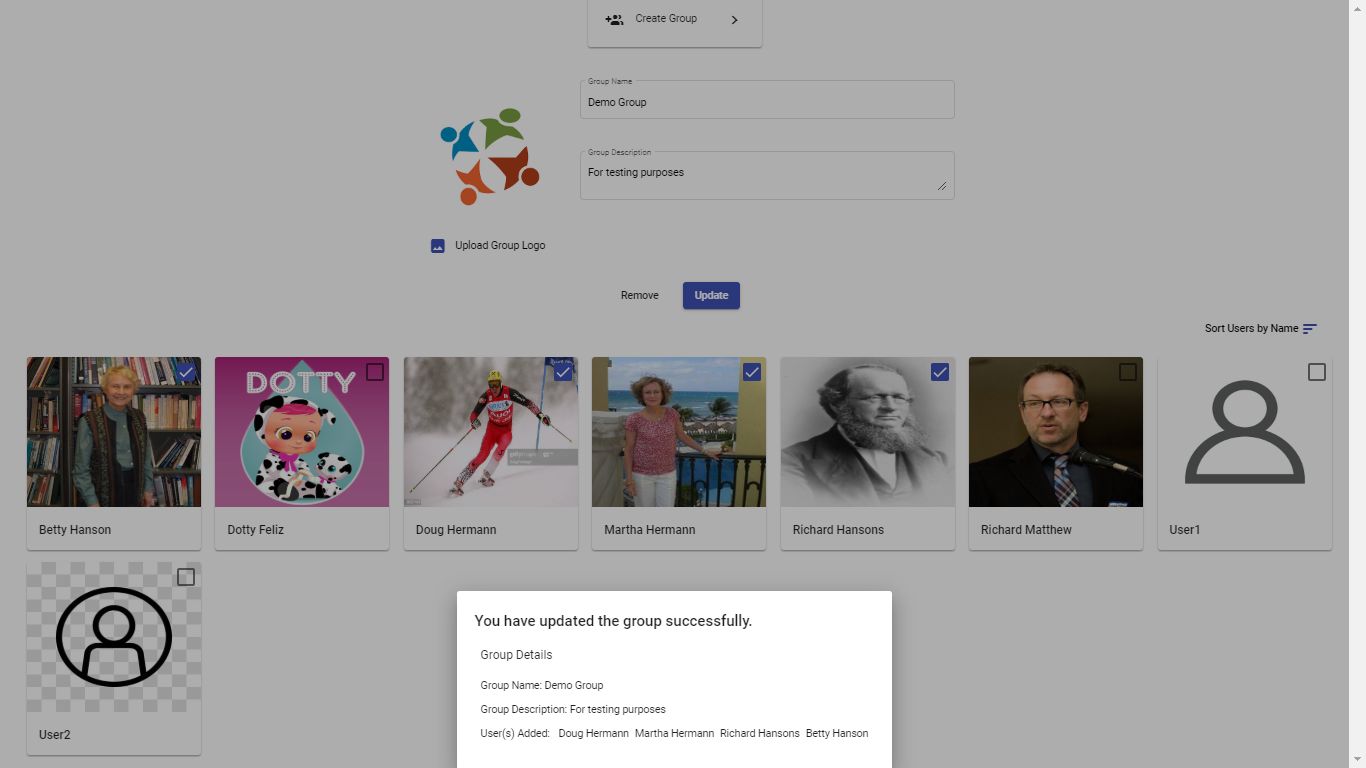 Create Group
Group Name
Demo Group
Group Description
For testing purposes
Upload Group Logo
Remove
Update
Sort Users by Name
DOTTY
Betty Hanson
Dotty Feliz
Doug Hermann
Martha Hermann
Richard Hansons
Richard Matthew
User1
User2
You have updated the group successfully.
Group Details
Group Name: Demo Group
Group Description: For testing purposes
User(s) Added: Doug Hermann Martha Hermann Richard Hansons Betty Hanson